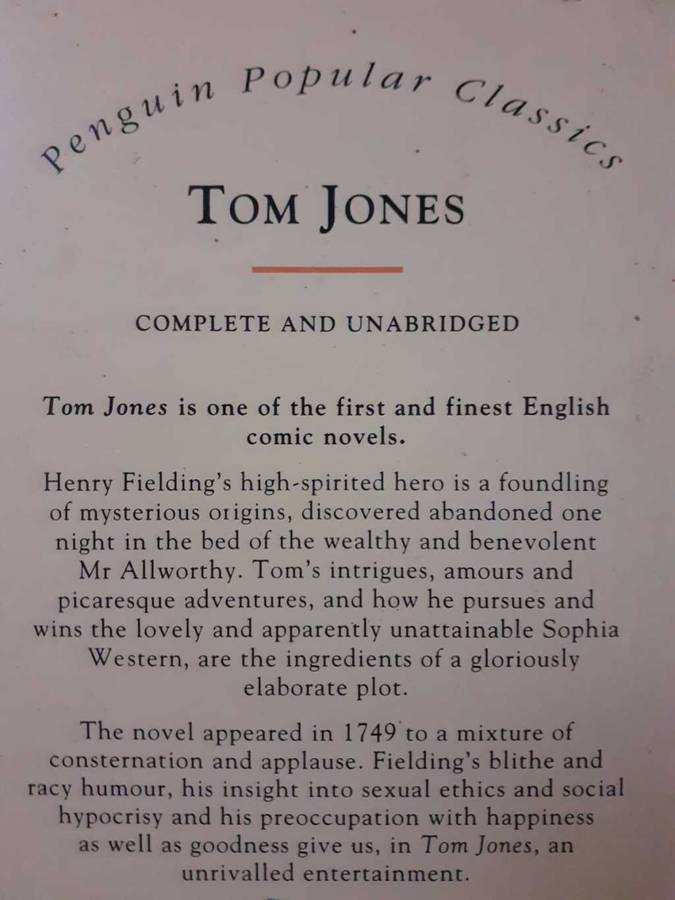 Penguin Popular Classics
TOM JONES
COMPLETE AND UNABRIDGED
Tom Jones is one of the first and finest English
comic novels.
Henry Fielding's high-spirited hero is a foundling
of mysterious origins, discovered abandoned one
night in the bed of the wealthy and benevolent
Mr Allworthy. Tom's intrigues, amours and
picaresque adventures, and how he pursues and
wins the lovely and apparently unattainable Sophia
Western, are the ingredients of a gloriously
elaborate plot.
The novel appeared in 1749 to a mixture of
consternation and applause. Fielding's blithe and
racy humour, his insight into sexual ethics and social
hypocrisy and his preoccupation with happiness
as well as goodness give us, in Tom Jones, an
unrivalled entertainment.